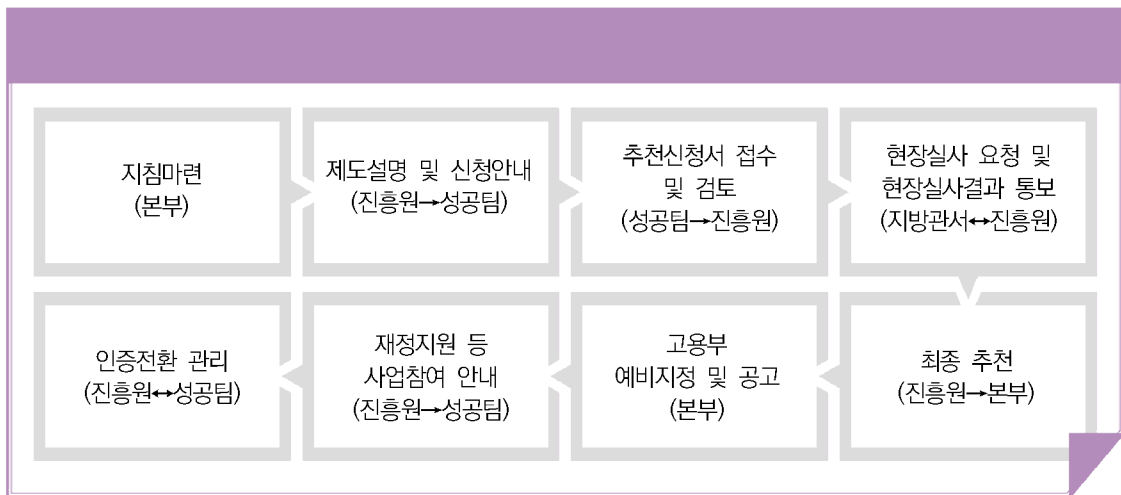 지침마련
(본부)
제도설명 및 신청안내
(진흥원→성공팀)
추천신청서 접수
및 검토
(성공팀→진흥원)
현장실사 요청 및
현장실사결과 통보
(지방관서↔진흥원)
최종 추천
(진흥원→본부)
고용부
예비지정 및 공고
(본부)
재정지원 등
사업참여 안내
(진흥원→성공팀)
인증전환 관리
(진흥원↔성공팀)